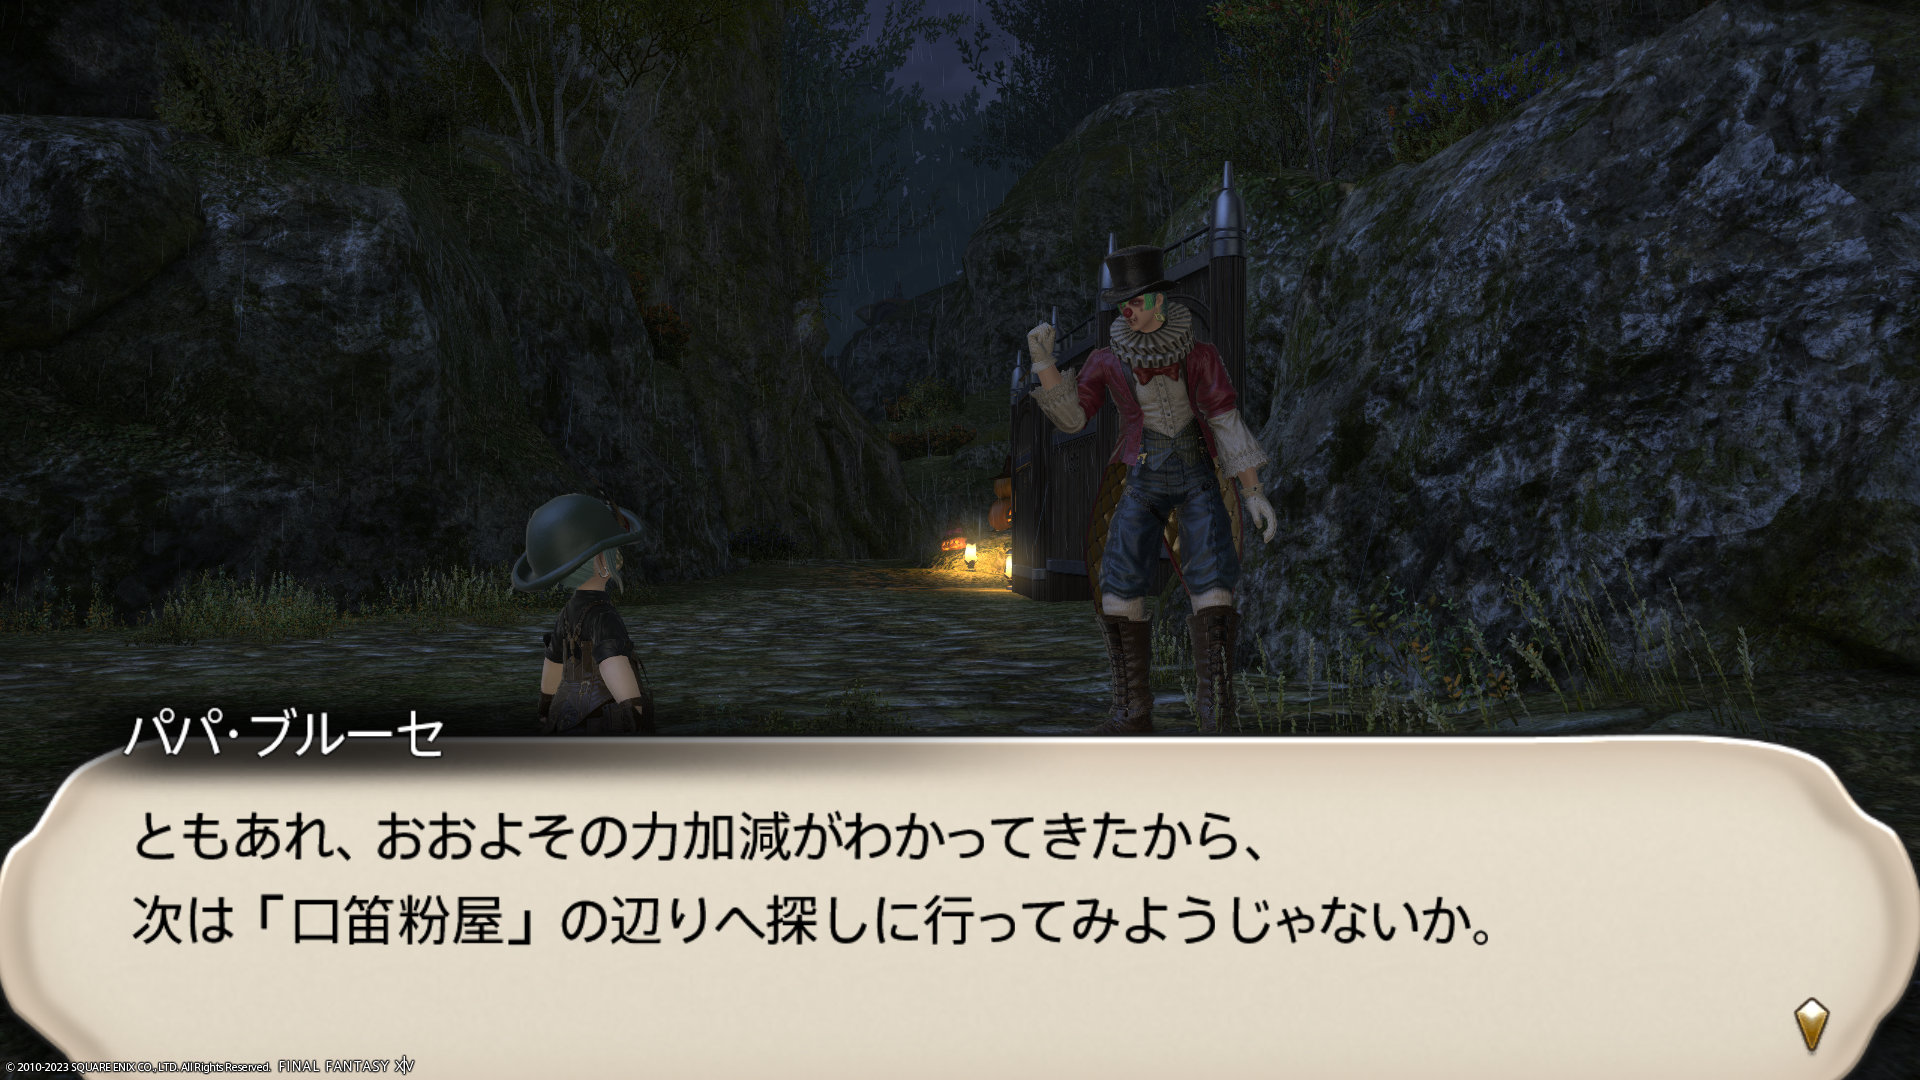 パパ・ブルーセ
ともあれ、おおよその力加減がわかってきたから、
次は「口笛粉屋」の辺りへ探しに行ってみようじゃないか。
© 2010-2023 SQUARE ENIX CO., LTD. All Rights Reserved. FINAL FANTASY XIV